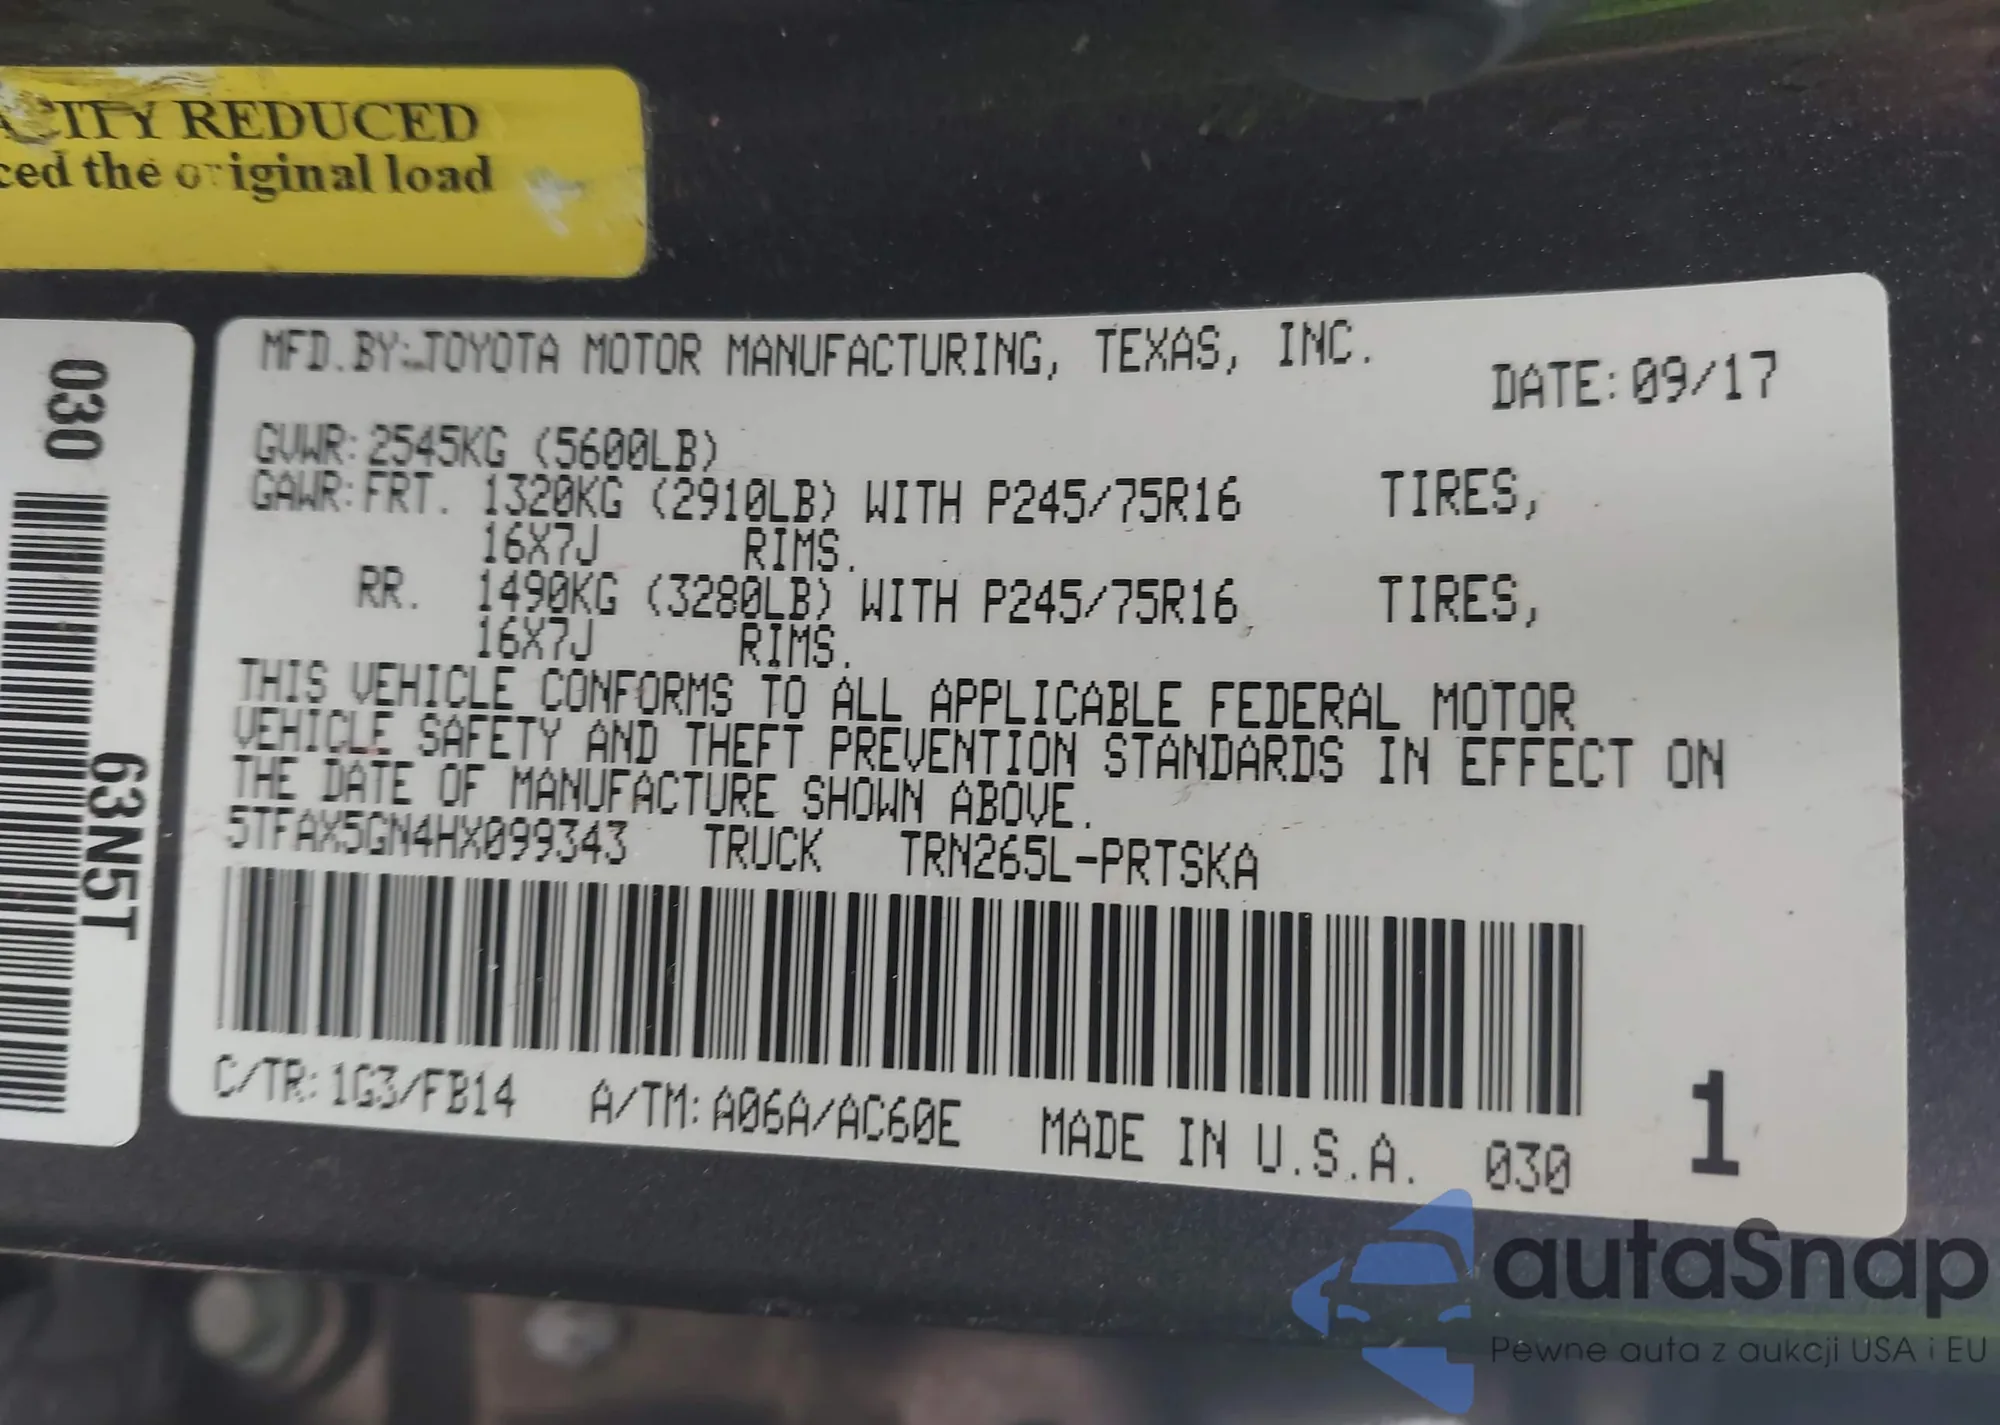 CITY REDUCED
ced the original load
030
63N5T
MFD.BY:TOYOTA MOTOR MANUFACTURING, TEXAS, INC.
DATE:09/17
GVWR:2545KG (5600LB)
GAWR:FRT. 1320KG (2910LB) WITH P245/75R16 TIRES,
16X7J RIMS.
RR. 1490KG (3280LB) WITH P245/75R16 TIRES,
16X7J RIMS.
THIS VEHICLE CONFORMS TO ALL APPLICABLE FEDERAL MOTOR
VEHICLE SAFETY AND THEFT PREVENTION STANDARDS IN EFFECT ON
THE DATE OF MANUFACTURE SHOWN ABOVE.
5TFAX5GN4HX099343 TRUCK TRN265L-PRTSKA
C/TR:1G3/FB14 A/TM:A06A/AC60E MADE IN U.S.A. 030
1
autaSnap
Pewne auta z aukcji USA i EU